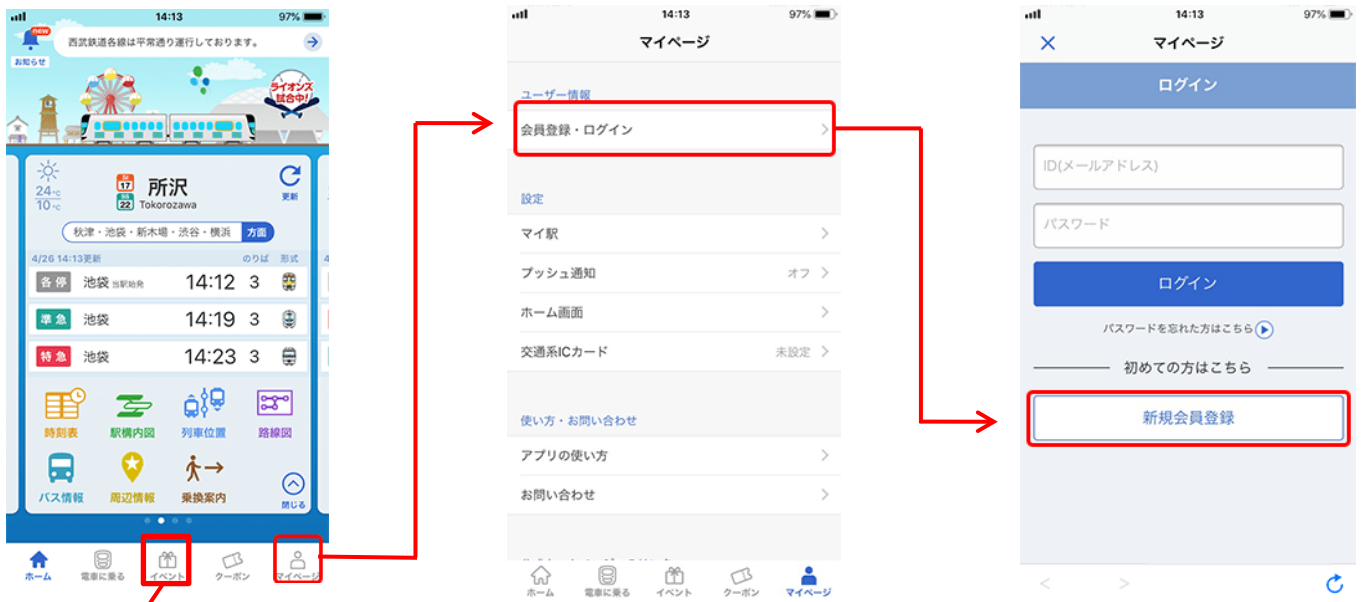 14:13
97%
new
お知らせ
西武鉄道各線は平常通り運行しております。
ライオンズ
試合中!
24℃
10℃
SI
17
SS
22
所沢
Tokorozawa
更新
秋津・池袋・新木場・渋谷・横浜 方面
4/26 14:13更新 のりば 形式
各停 池袋 当駅始発 14:12 3
準急 池袋 14:19 3
特急 池袋 14:23 3
時刻表 駅構内図 列車位置 路線図
バス情報 周辺情報 乗換案内 閉じる
ホーム 電車に乗る イベント クーポン マイページ
14:13
97%
マイページ
ユーザー情報
会員登録・ログイン
設定
マイ駅
プッシュ通知 オフ
ホーム画面
交通系ICカード 未設定
使い方・お問い合わせ
アプリの使い方
お問い合わせ
ホーム 電車に乗る イベント クーポン マイページ
14:13
97%
マイページ
ログイン
ID(メールアドレス)
パスワード
ログイン
パスワードを忘れた方はこちら
初めての方はこちら
新規会員登録